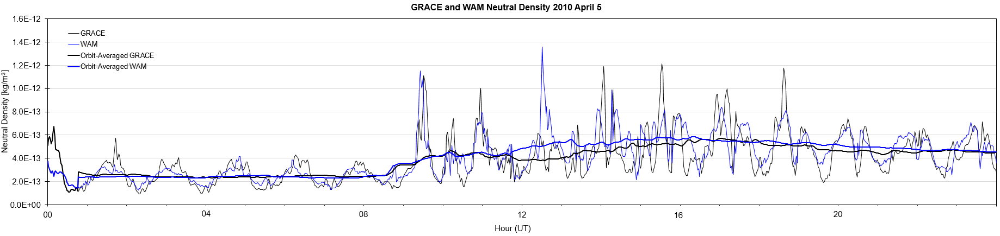 GRACE and WAM Neutral Density 2010 April 5
1.6E-12
1.4E-12
1.2E-12
1.0E-12
8.0E-13
6.0E-13
4.0E-13
2.0E-13
0.0E+00
Neutral Density [kg/m³]
GRACE
WAM
Orbit-Averaged GRACE
Orbit-Averaged WAM
00 04 08 12 16 20
Hour (UT)